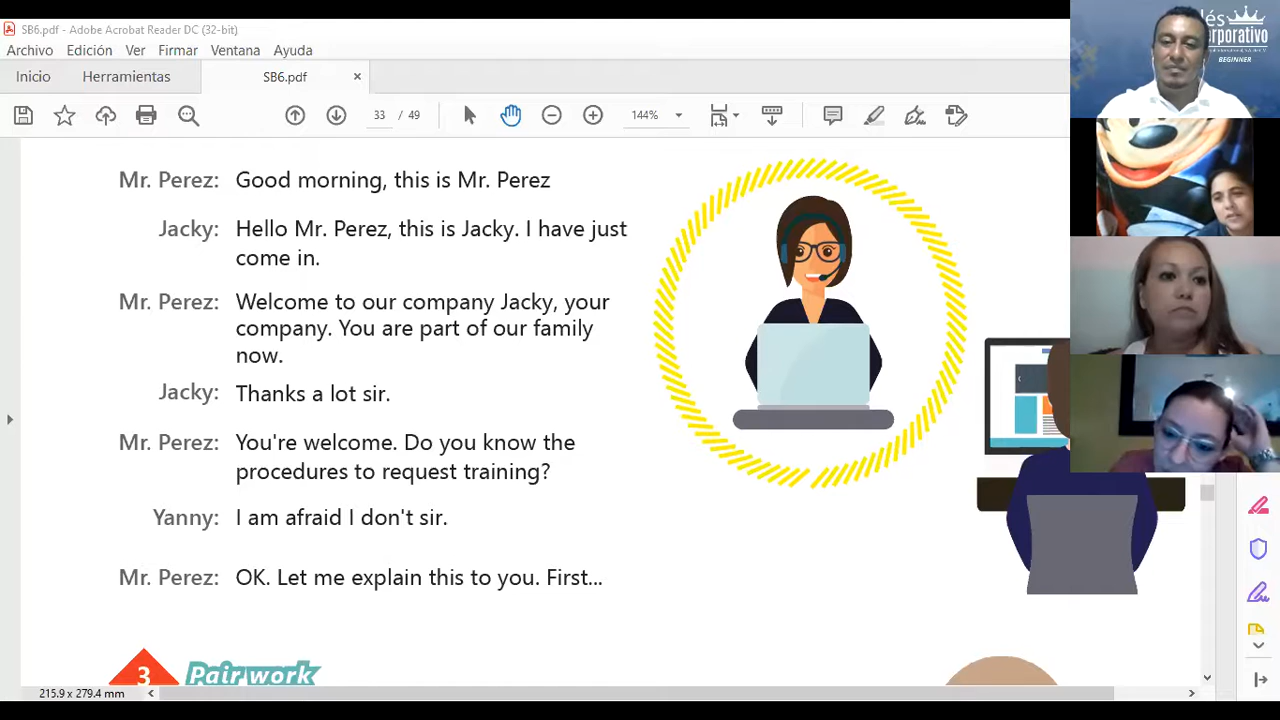 SB6.pdf - Adobe Acrobat Reader DC (32-bit)
Archivo Edición Ver Firmar Ventana Ayuda
Inicio Herramientas SB6.pdf ×
33 / 49 144%
Mr. Perez: Good morning, this is Mr. Perez
Jacky: Hello Mr. Perez, this is Jacky. I have just
come in.
Mr. Perez: Welcome to our company Jacky, your
company. You are part of our family
now.
Jacky: Thanks a lot sir.
Mr. Perez: You're welcome. Do you know the
procedures to request training?
Yanny: I am afraid I don't sir.
Mr. Perez: OK. Let me explain this to you. First...
3 Pair work
215.9 x 279.4 mm
lés
rporativo
BEGINNER